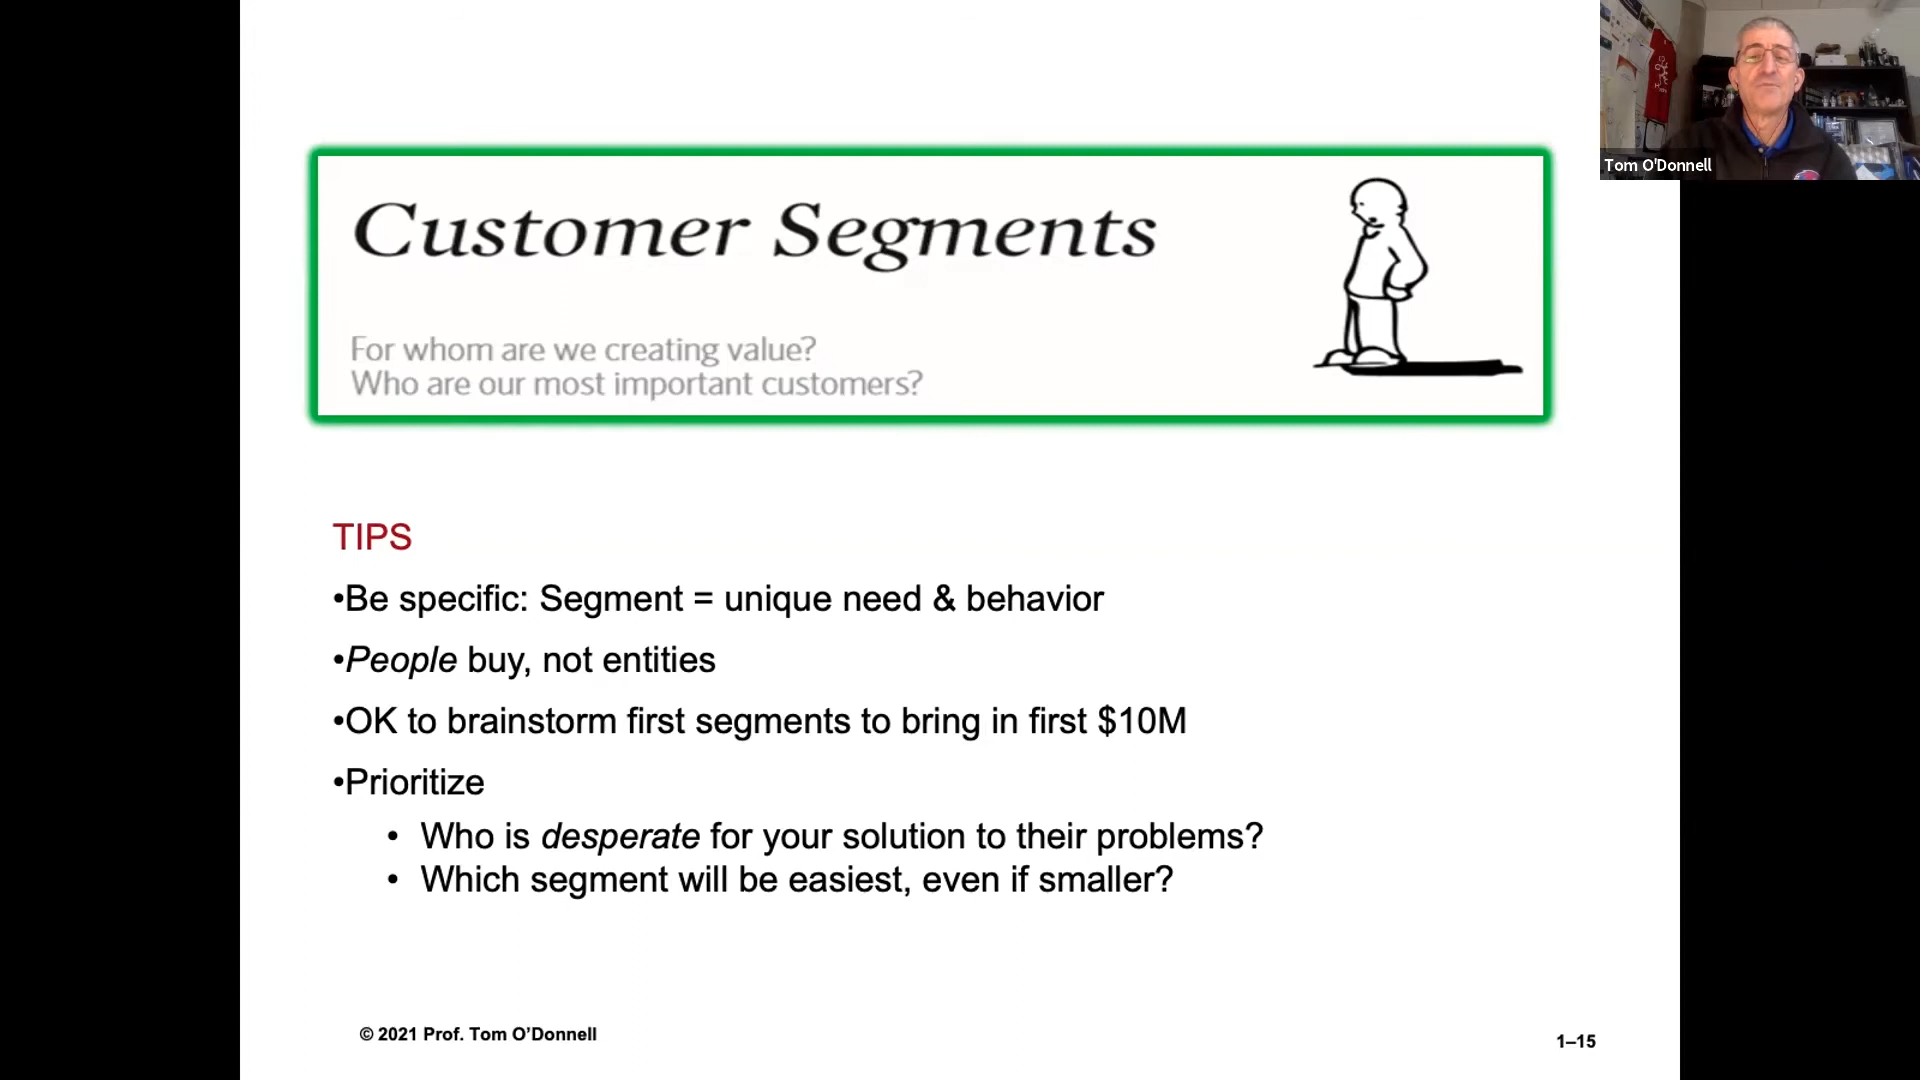 Customer Segments
For whom are we creating value?
Who are our most important customers?
Tom O'Donnell
TIPS
•Be specific: Segment = unique need & behavior
•People buy, not entities
•OK to brainstorm first segments to bring in first $10M
•Prioritize
• Who is desperate for your solution to their problems?
• Which segment will be easiest, even if smaller?
© 2021 Prof. Tom O’Donnell
1–15